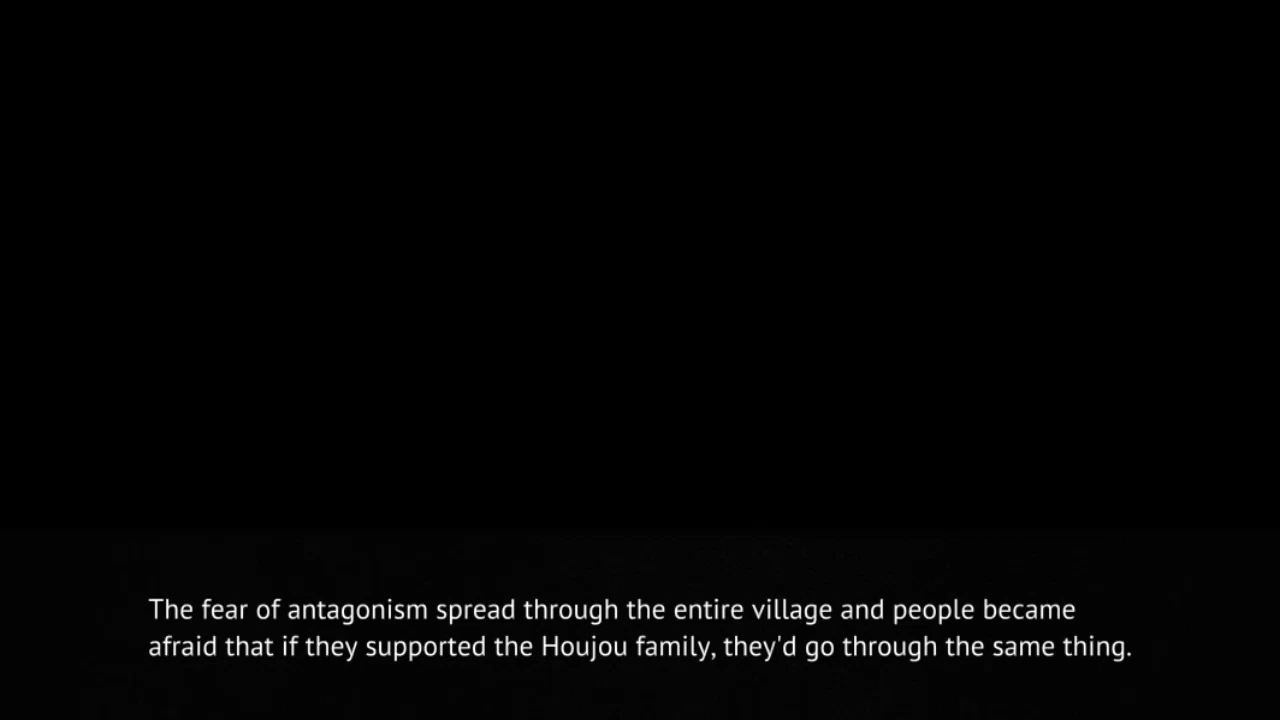 The fear of antagonism spread through the entire village and people became
afraid that if they supported the Houjou family, they'd go through the same thing.